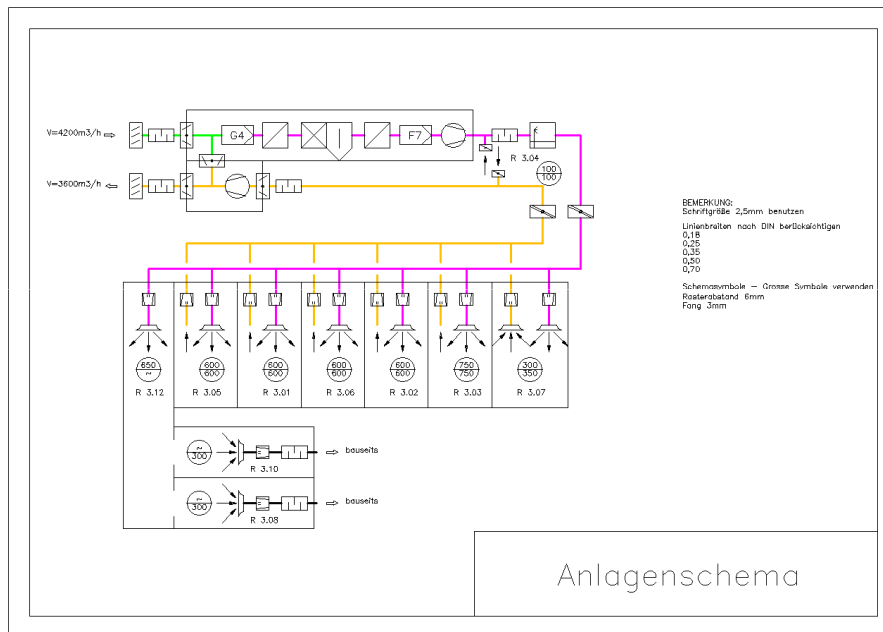 V=4200m3/h
G4
F7
R 3.04
100
100
V=3600m3/h
BEMERKUNG:
Schriftgröße 2,5mm benutzen
Linienbreiten nach DIN berücksichtigen
0,18
0,25
0,35
0,50
0,70
Schemasymbole – Grosse Symbole verwenden
Rasterabstand 6mm
Fang 3mm
650 600 600 600 600 750 300
~ 600 600 600 600 750 350
R 3.12 R 3.05 R 3.01 R 3.06 R 3.02 R 3.03 R 3.07
~
300
bauseits
R 3.10
~
300
bauseits
R 3.08
Anlagenschema